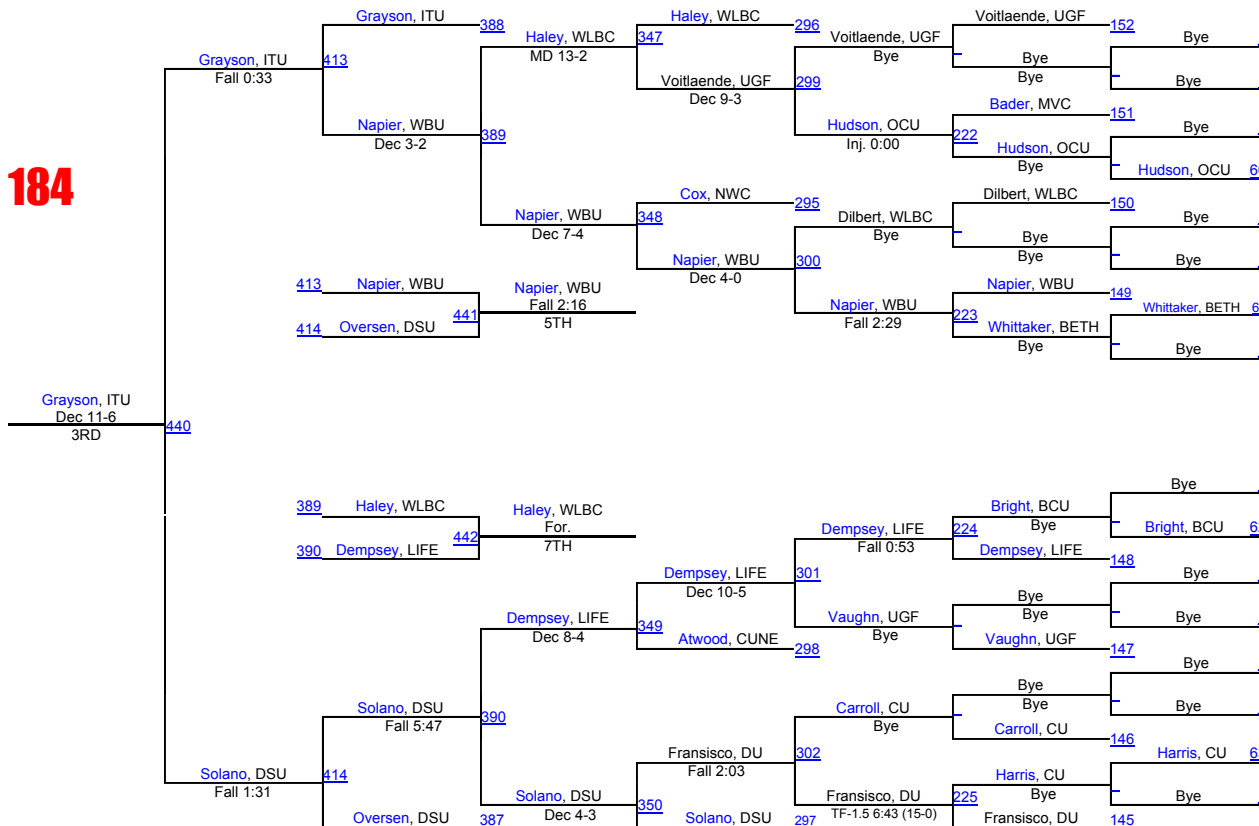 Grayson, ITU
388
Haley, WLBC
296
Voitlaende, UGF
152
Bye
Haley, WLBC
347
MD 13-2
Voitlaende, UGF
Bye
Bye
Bye
Bye
Grayson, ITU
413
Fall 0:33
Voitlaende, UGF
299
Dec 9-3
Bader, MVC
151
Napier, WBU
389
Dec 3-2
Hudson, OCU
222
Inj. 0:00
Bye
Hudson, OCU
Bye
Hudson, OCU
184
Cox, NWC
295
Dilbert, WLBC
150
Napier, WBU
348
Dec 7-4
Dilbert, WLBC
Bye
Bye
Bye
Bye
Napier, WBU
300
Dec 4-0
Bye
413
Napier, WBU
Napier, WBU
Fall 2:16
5TH
441
414
Oversen, DSU
Napier, WBU
149
Napier, WBU
223
Fall 2:29
Whittaker, BETH
Whittaker, BETH
Bye
Bye
Grayson, ITU
Dec 11-6
3RD
440
Bye
389
Haley, WLBC
Haley, WLBC
For.
7TH
442
390
Dempsey, LIFE
Bright, BCU
Bye
Bright, BCU
Dempsey, LIFE
224
Fall 0:53
Dempsey, LIFE
148
Dempsey, LIFE
301
Dec 10-5
Bye
Bye
Bye
Bye
Dempsey, LIFE
349
Dec 8-4
Vaughn, UGF
Bye
Atwood, CUNE
298
Vaughn, UGF
147
Bye
Bye
Bye
Bye
Solano, DSU
390
Fall 5:47
Carroll, CU
Bye
Carroll, CU
146
Fransisco, DU
302
Fall 2:03
Harris, CU
Solano, DSU
414
Fall 1:31
Harris, CU
Bye
Bye
Solano, DSU
350
Dec 4-3
Fransisco, DU
225
TF-1.5 6:43 (15-0)
Oversen, DSU
387
Solano, DSU
297
Fransisco, DU
145